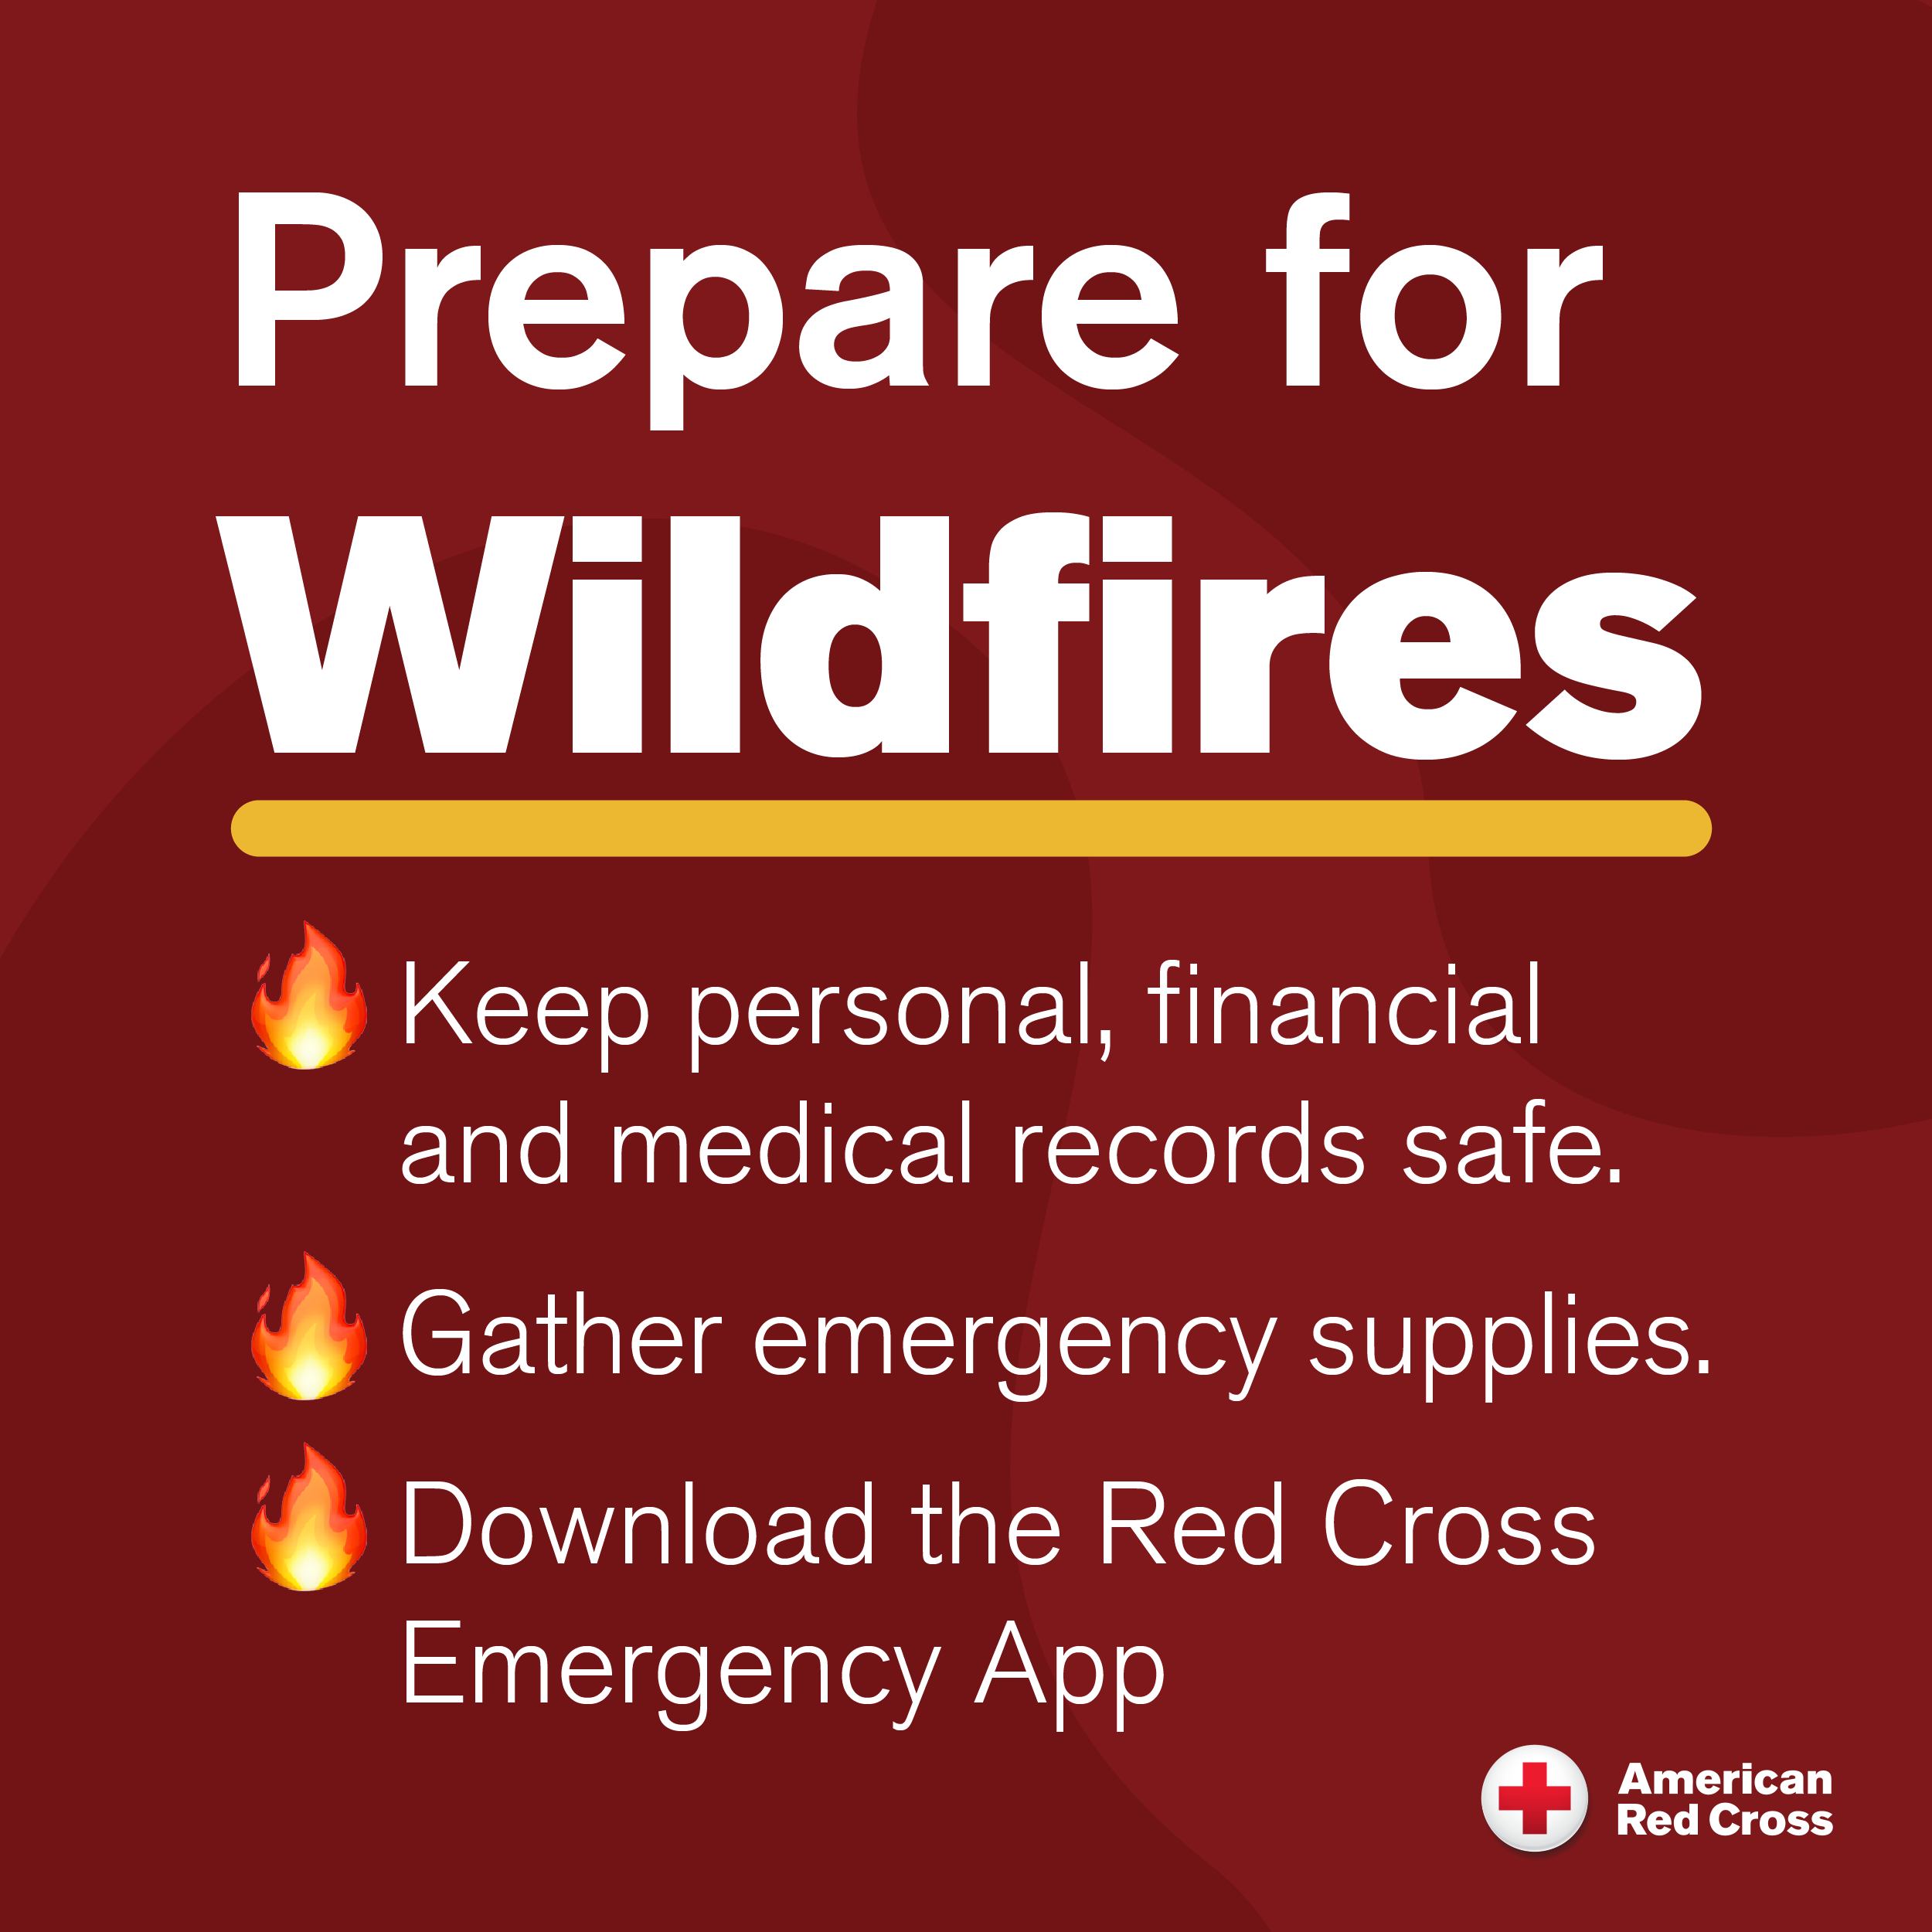 Prepare for
Wildfires
Keep personal, financial
and medical records safe.
Gather emergency supplies.
Download the Red Cross
Emergency App
American
Red Cross